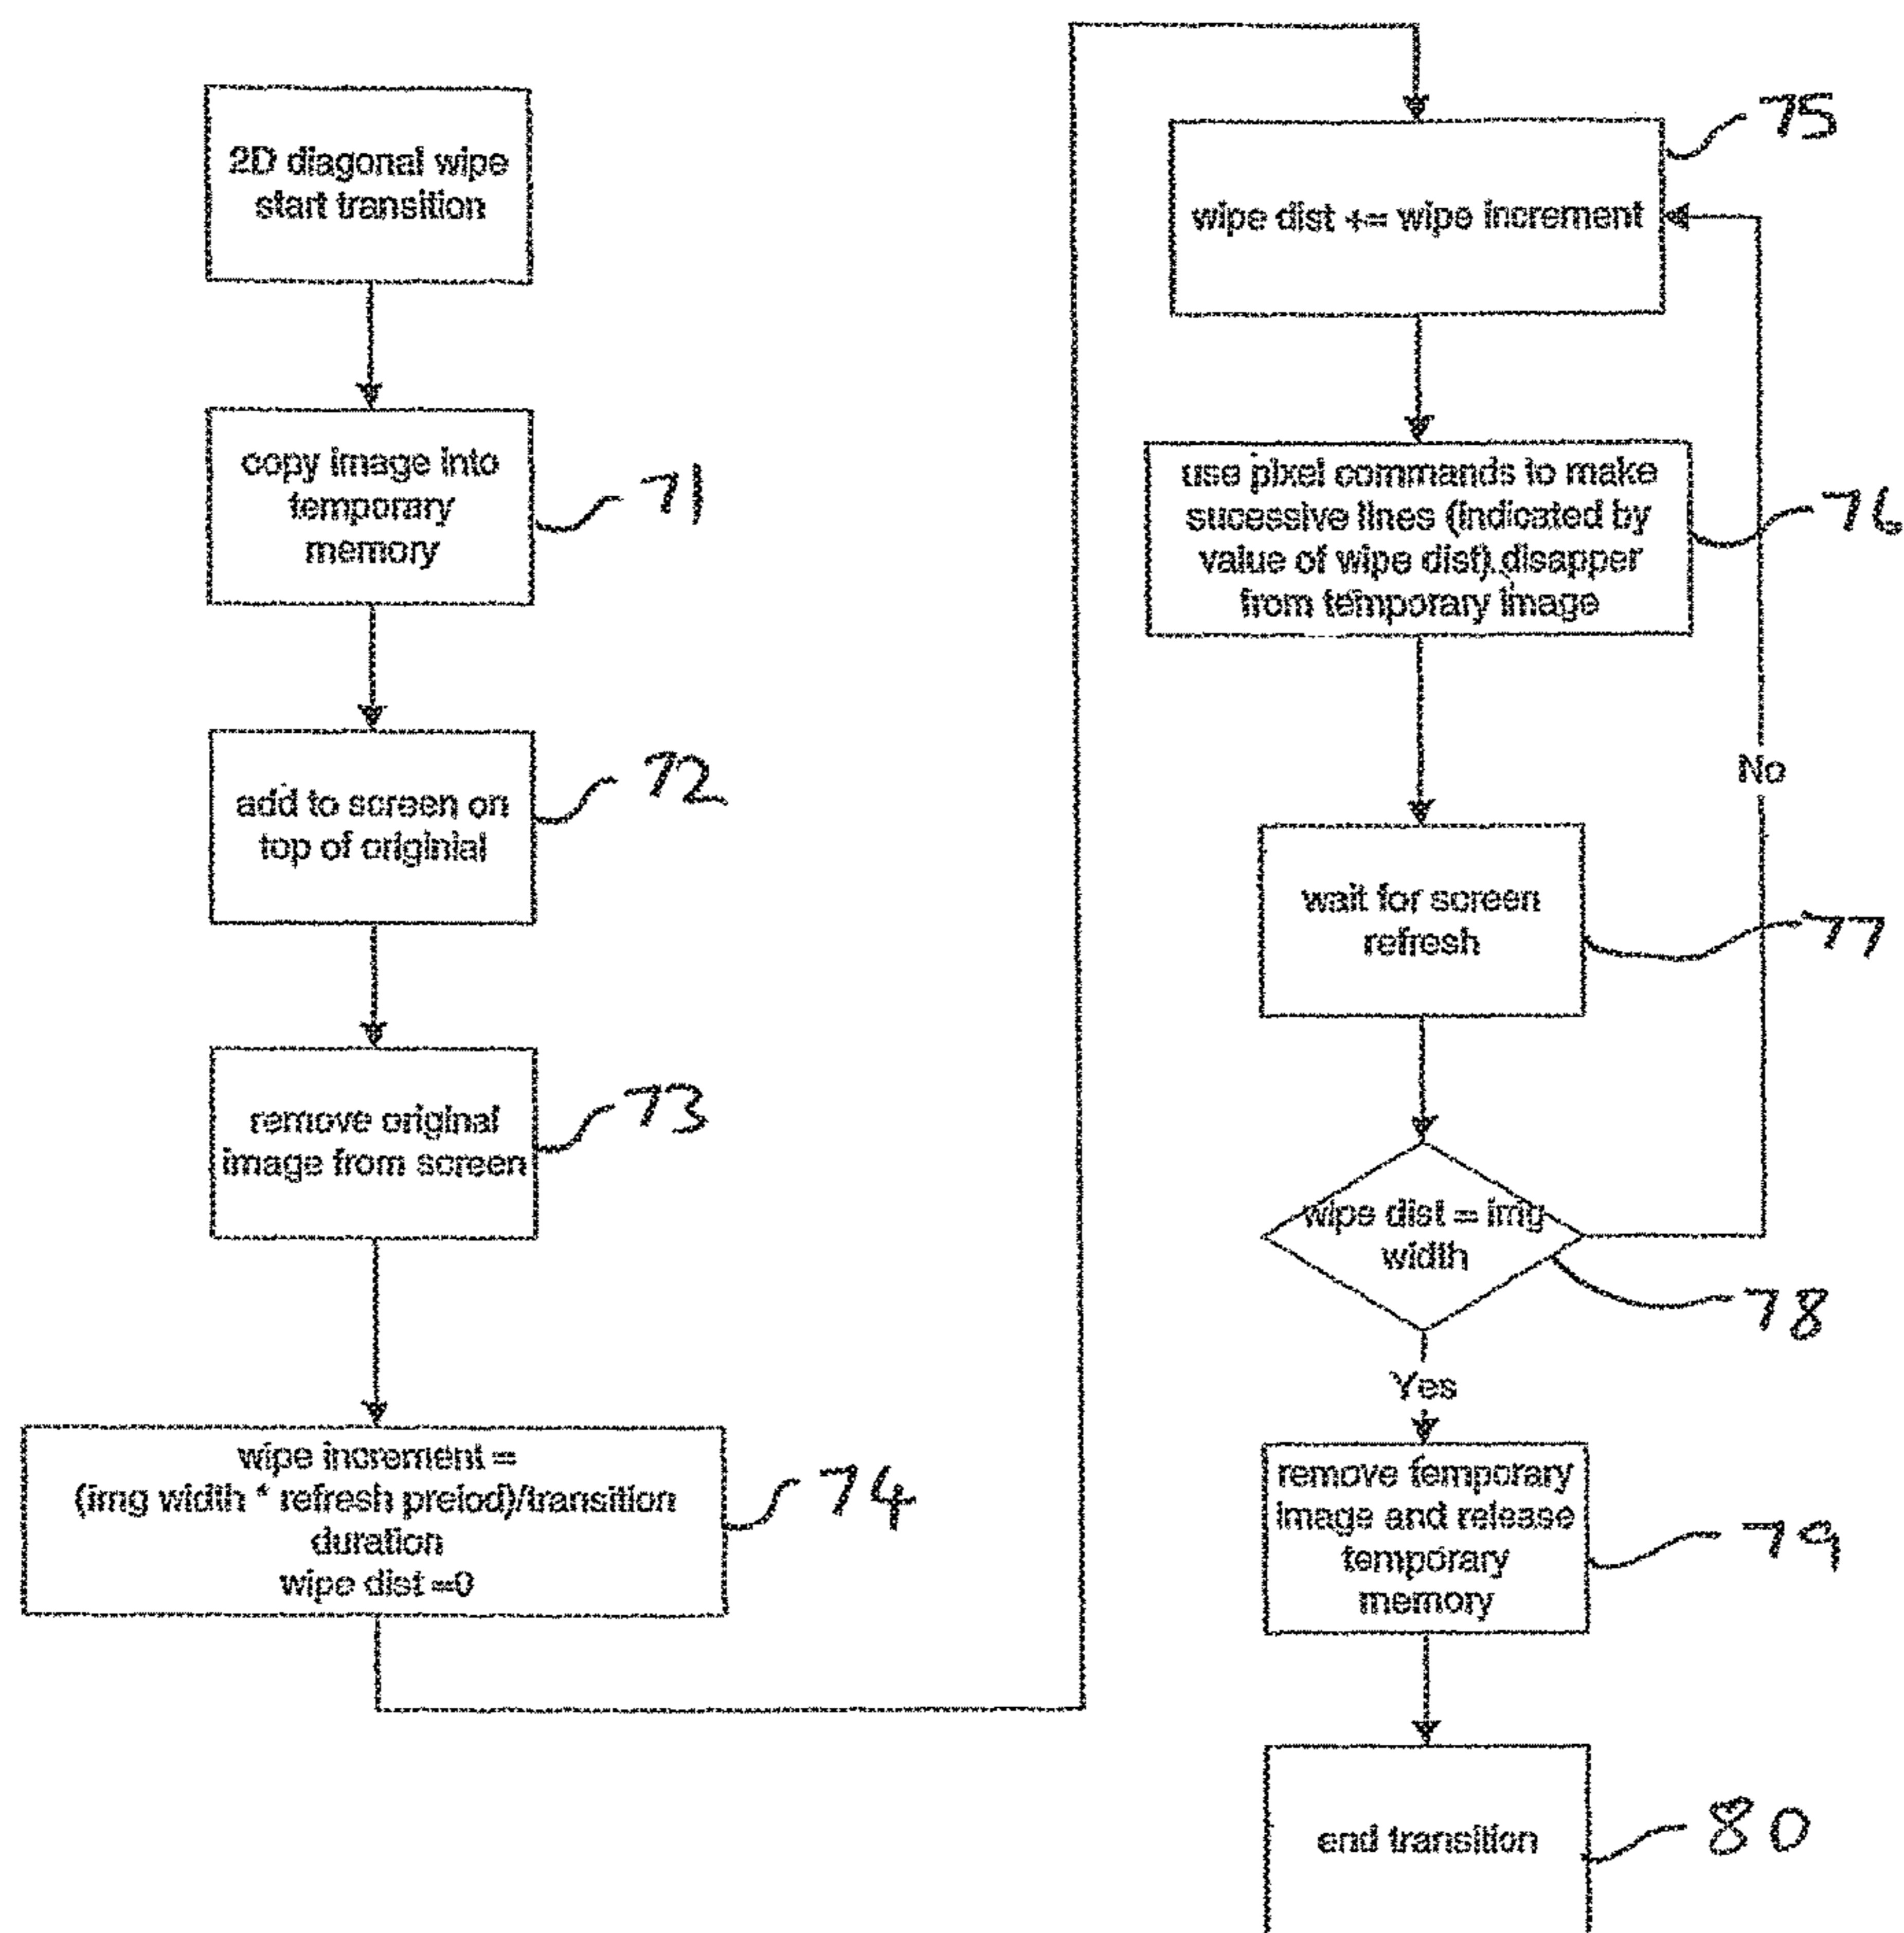 2D diagonal wipe
start transition
copy image into
temporary
memory
71
add to screen on
top of originial
72
remove original
image from screen
73
wipe increment =
(img width * refresh preiod)/transition
duration
wipe dist =0
74
wipe dist += wipe increment
75
use pixel commands to make
sucessive lines (indicated by
value of wipe dist) disapper
from temporary image
76
wait for screen
refresh
77
No
wipe dist = img
width
78
Yes
remove temporary
image and release
temporary
memory
79
end transition
80